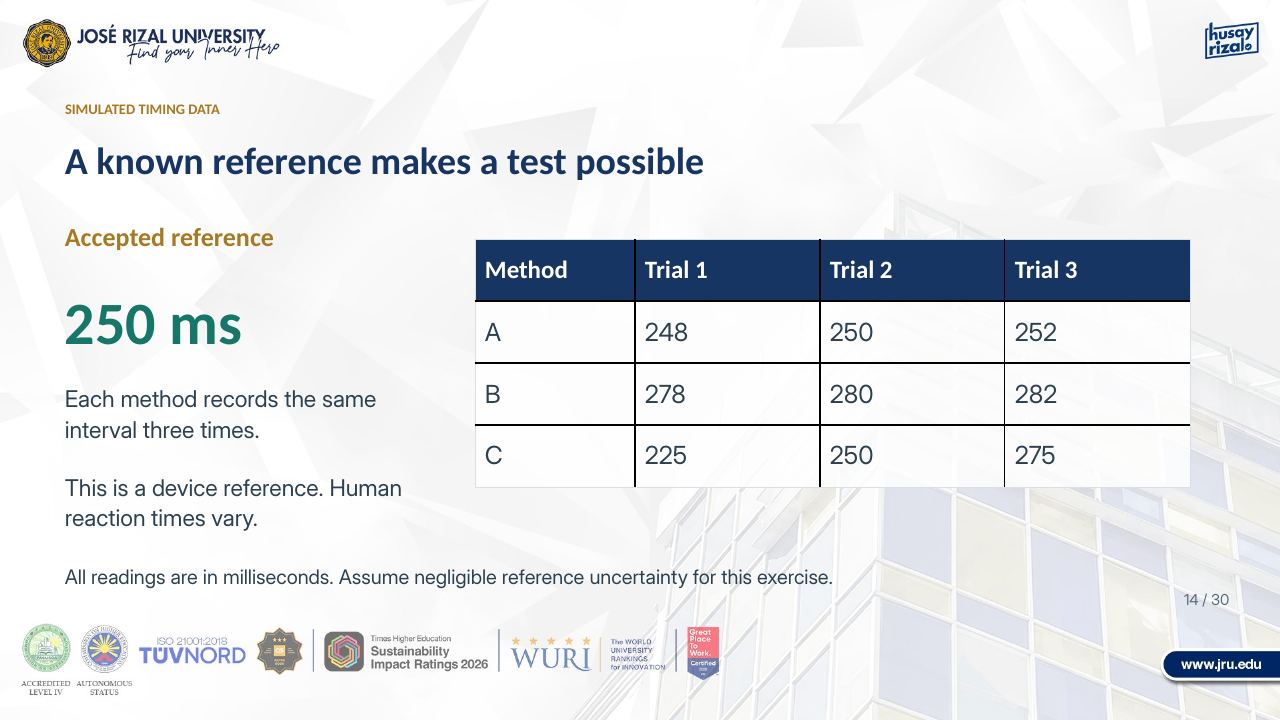 JOSÉ RIZAL UNIVERSITY
Find your Inner Hero
husay
rizal
SIMULATED TIMING DATA
A known reference makes a test possible
Accepted reference
250 ms
Each method records the same
interval three times.
This is a device reference. Human
reaction times vary.
Method Trial 1 Trial 2 Trial 3
A 248 250 252
B 278 280 282
C 225 250 275
All readings are in milliseconds. Assume negligible reference uncertainty for this exercise.
14 / 30
ACCREDITED
LEVEL IV
AUTONOMOUS
STATUS
ISO 21001:2018
TÜVNORD
Times Higher Education
Sustainability
Impact Ratings 2026
WURI
The WORLD
UNIVERSITY
RANKINGS
for INNOVATION
Great
Place
To
Work.
Certified
www.jru.edu